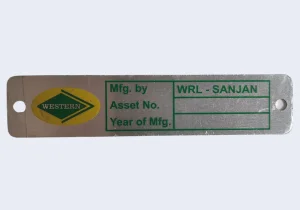 WESTERN
Mfg. by WRL - SANJAN
Asset No.
Year of Mfg.